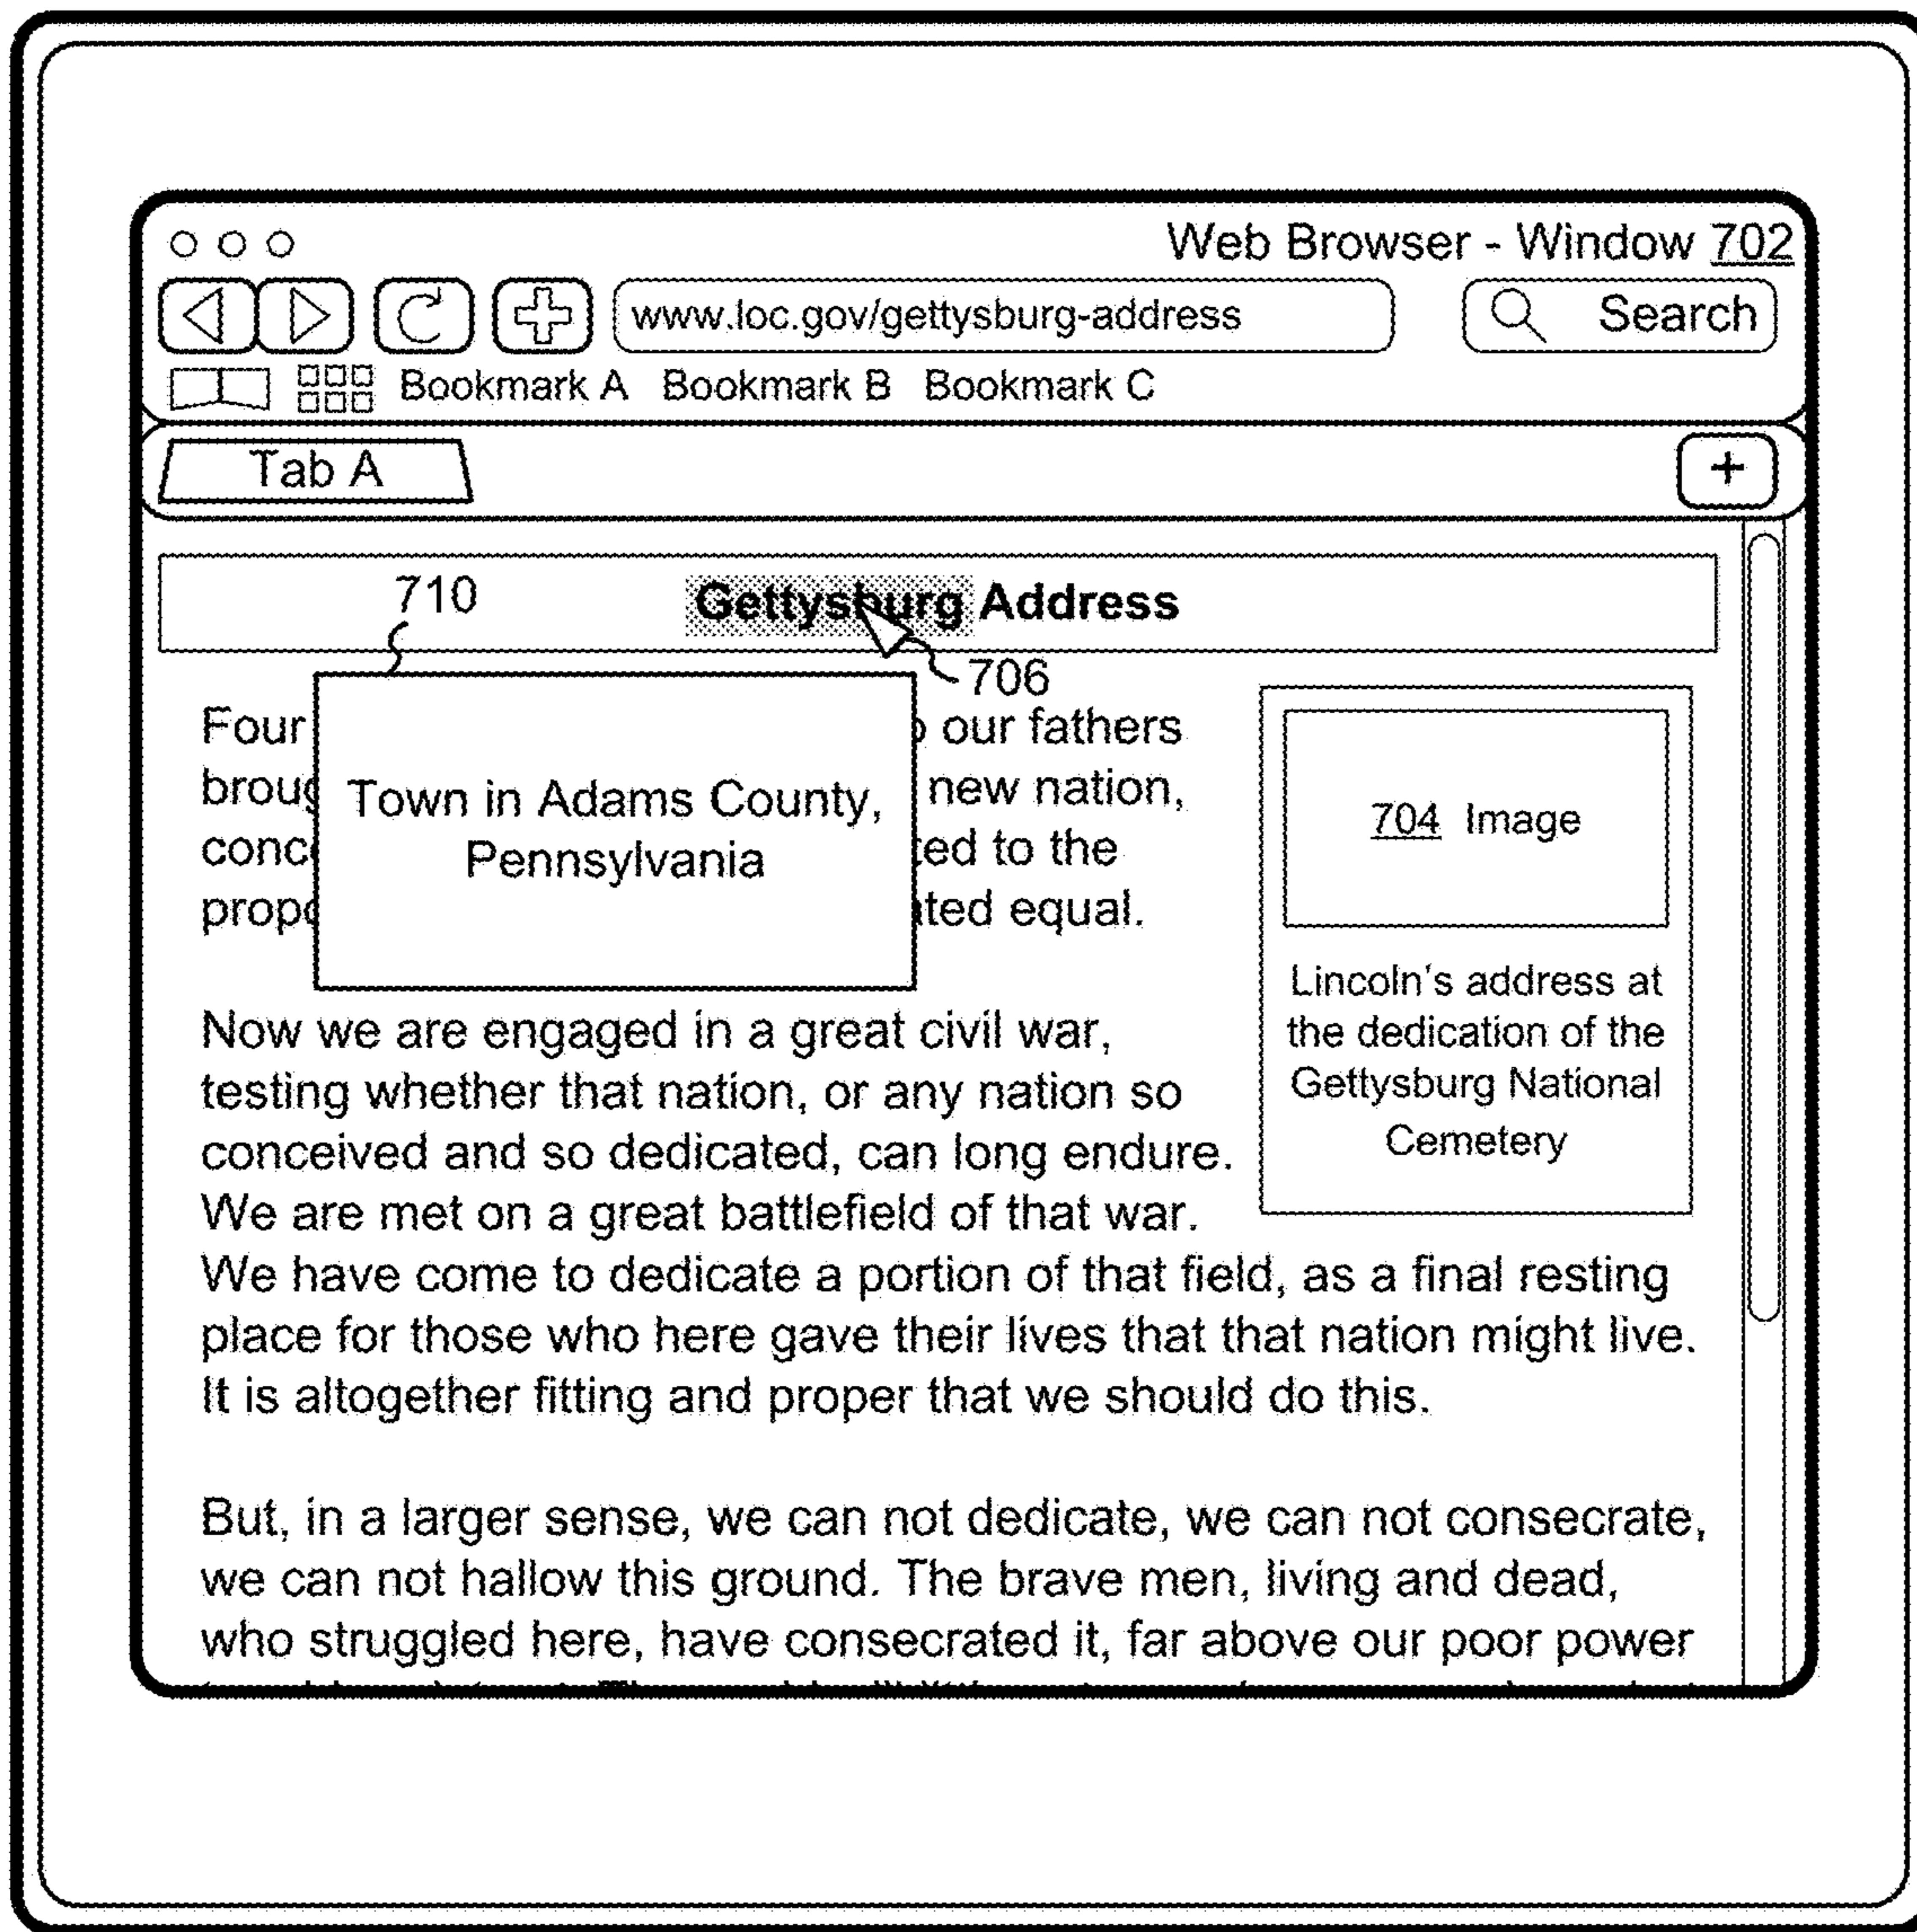 Web Browser - Window 702
www.loc.gov/gettysburg-address
Search
Bookmark A Bookmark B Bookmark C
Tab A
+
710
Gettysburg Address
706
Four our fathers
new nation,
to the
equal.
Town in Adams County,
Pennsylvania
704 Image
Lincoln's address at
the dedication of the
Gettysburg National
Cemetery
Now we are engaged in a great civil war,
testing whether that nation, or any nation so
conceived and so dedicated, can long endure.
We are met on a great battlefield of that war.
We have come to dedicate a portion of that field, as a final resting
place for those who here gave their lives that that nation might live.
It is altogether fitting and proper that we should do this.
But, in a larger sense, we can not dedicate, we can not consecrate,
we can not hallow this ground. The brave men, living and dead,
who struggled here, have consecrated it, far above our poor power